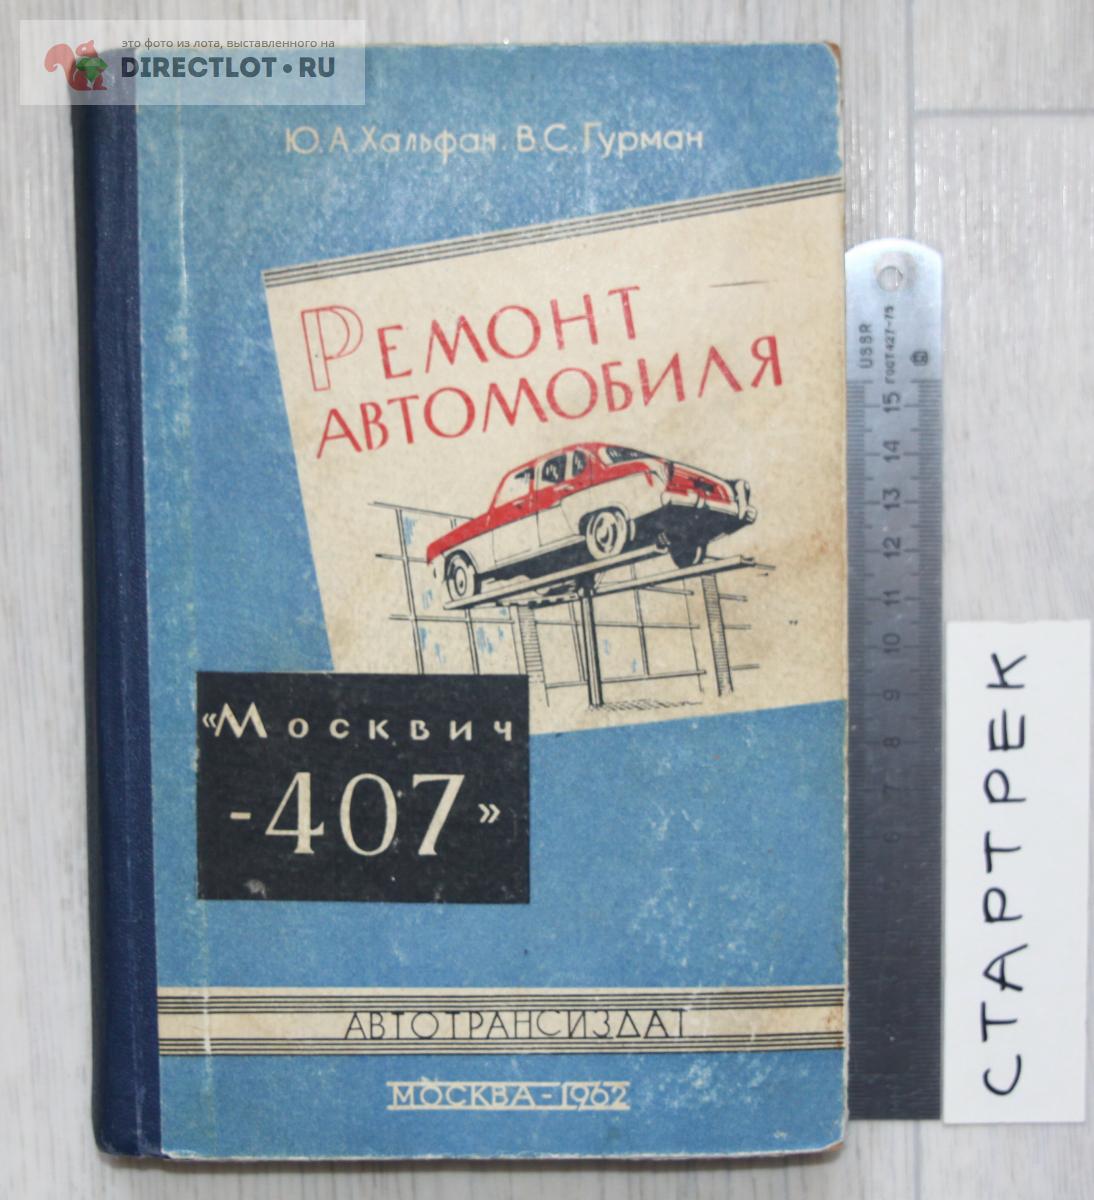 это фото из лота, выставленного на
DIRECTLOT•RU
Ю.А.Хальфан. В.С.Гурман
РЕМОНТ
АВТОМОБИЛЯ
«Москвич
-407»
АВТОТРАНСИЗДАТ
МОСКВА-1962
USSR
ГОСТ 427-75
15
14
13
12
11
10
9
8
7
6
СТАРТРЕК